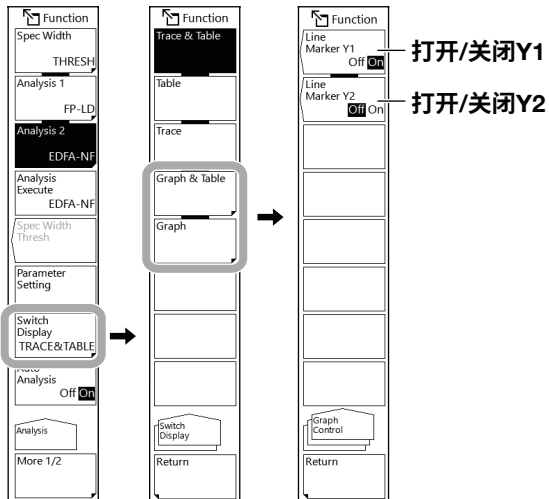 Function
Spec Width
THRESH
Analysis 1
FP-LD
Analysis 2
EDFA-NF
Analysis
Execute
EDFA-NF
Spec Width
Thresh
Parameter
Setting
Switch
Display
TRACE&TABLE
Auto
Analysis
Off On
Analysis
More 1/2
Function
Trace & Table
Table
Trace
Graph & Table
Graph
Switch
Display
Return
Function
Line
Marker Y1
Off On
打开/关闭Y1
Line
Marker Y2
Off On
打开/关闭Y2
Graph
Control
Return